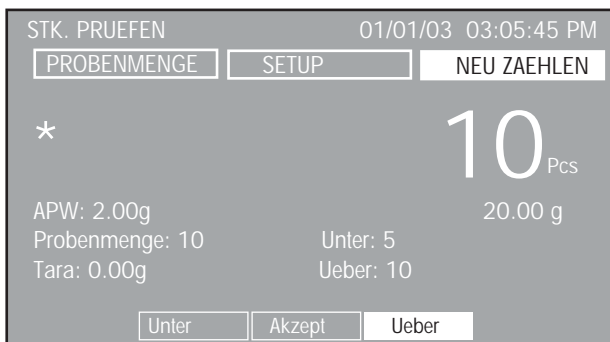 STK. PRUEFEN 01/01/03 03:05:45 PM
PROBENMENGE SETUP NEU ZAEHLEN
* 10 Pcs
APW: 2.00g 20.00 g
Probenmenge: 10 Unter: 5
Tara: 0.00g Ueber: 10
Unter Akzept Ueber